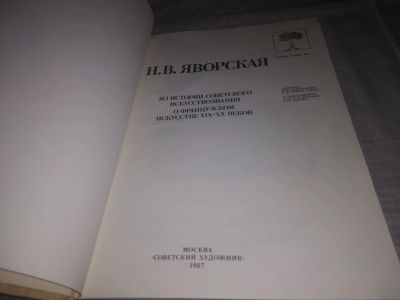 Н.В. ЯВОРСКАЯ
ИЗ ИСТОРИИ СОВЕТСКОГО
ИСКУССТВОЗНАНИЯ
О ФРАНЦУЗСКОМ
ИСКУССТВЕ XIX-XX ВЕКОВ
МОСКВА
«СОВЕТСКИЙ ХУДОЖНИК»
1987